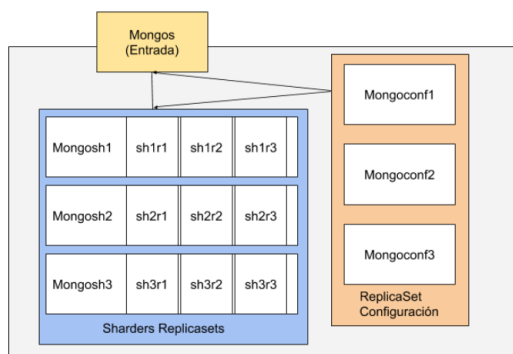 Mongos
(Entrada)
Mongoconf1
Mongoconf2
Mongoconf3
ReplicaSet
Configuración
Mongosh1 sh1r1 sh1r2 sh1r3
Mongosh2 sh2r1 sh2r2 sh2r3
Mongosh3 sh3r1 sh3r2 sh3r3
Sharders Replicasets